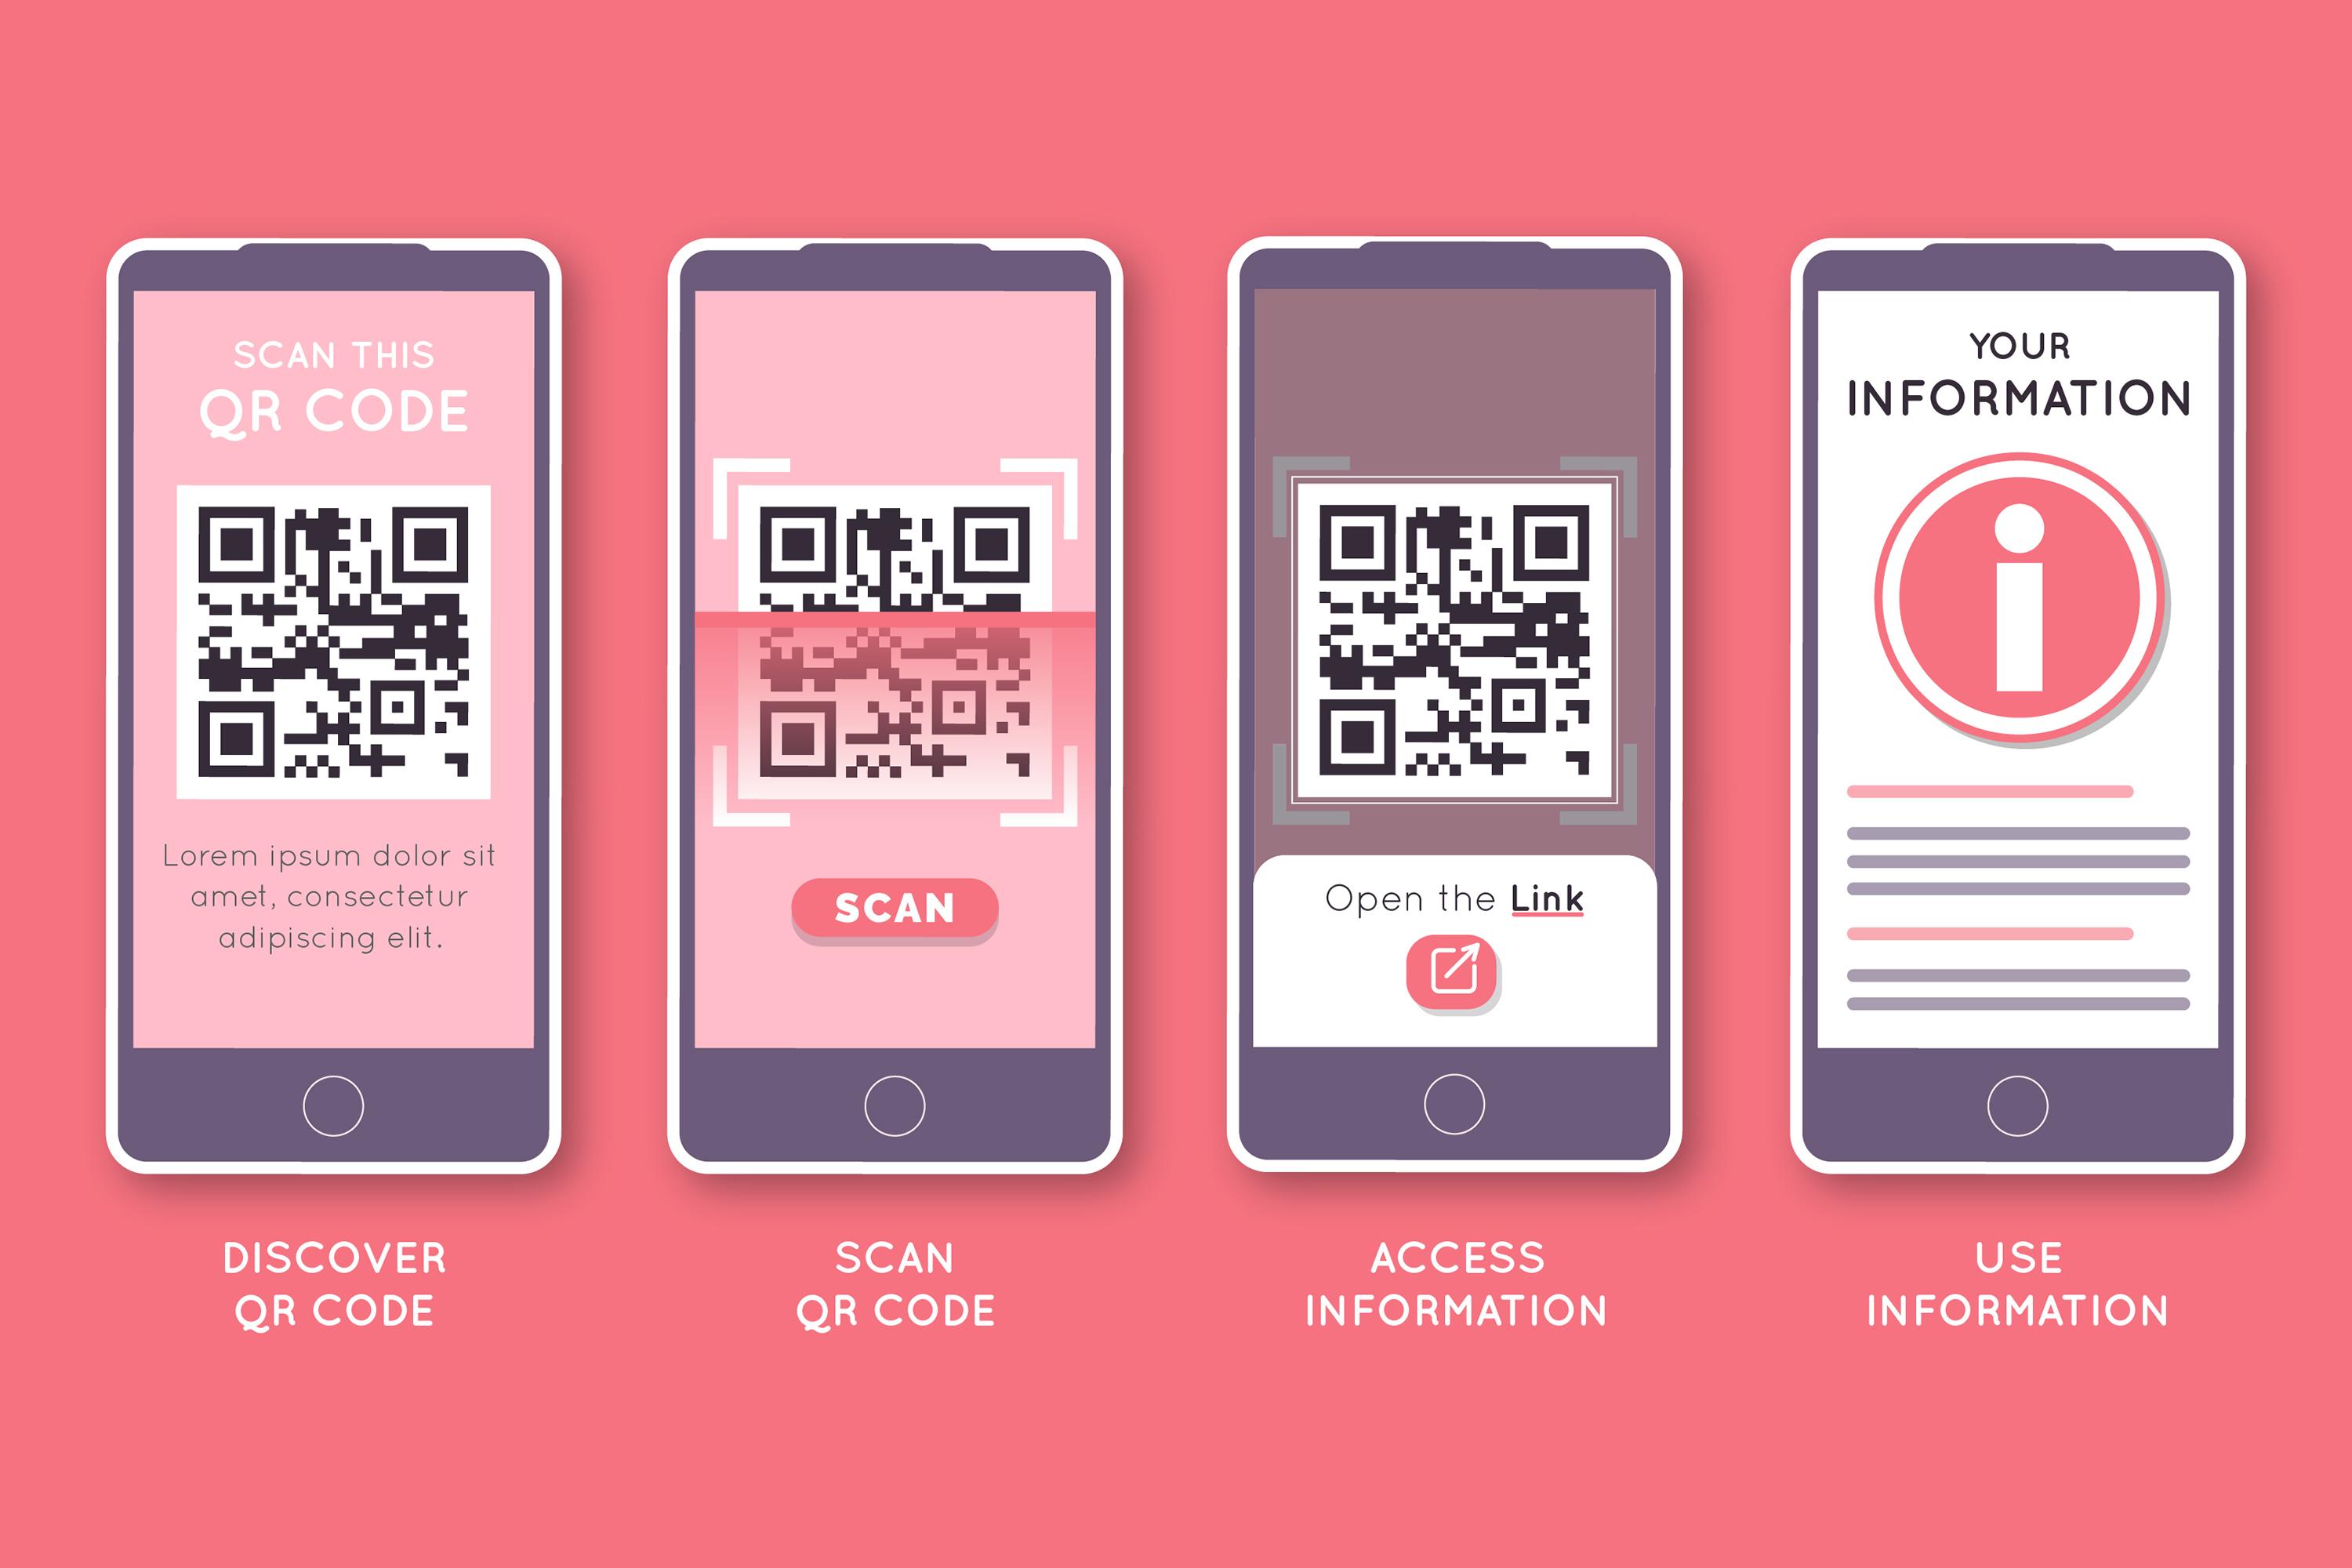 SCAN THIS
QR CODE
Lorem ipsum dolor sit
amet, consectetur
adipiscing elit.
DISCOVER
QR CODE
SCAN
SCAN
QR CODE
Open the Link
ACCESS
INFORMATION
YOUR
INFORMATION
i
USE
INFORMATION